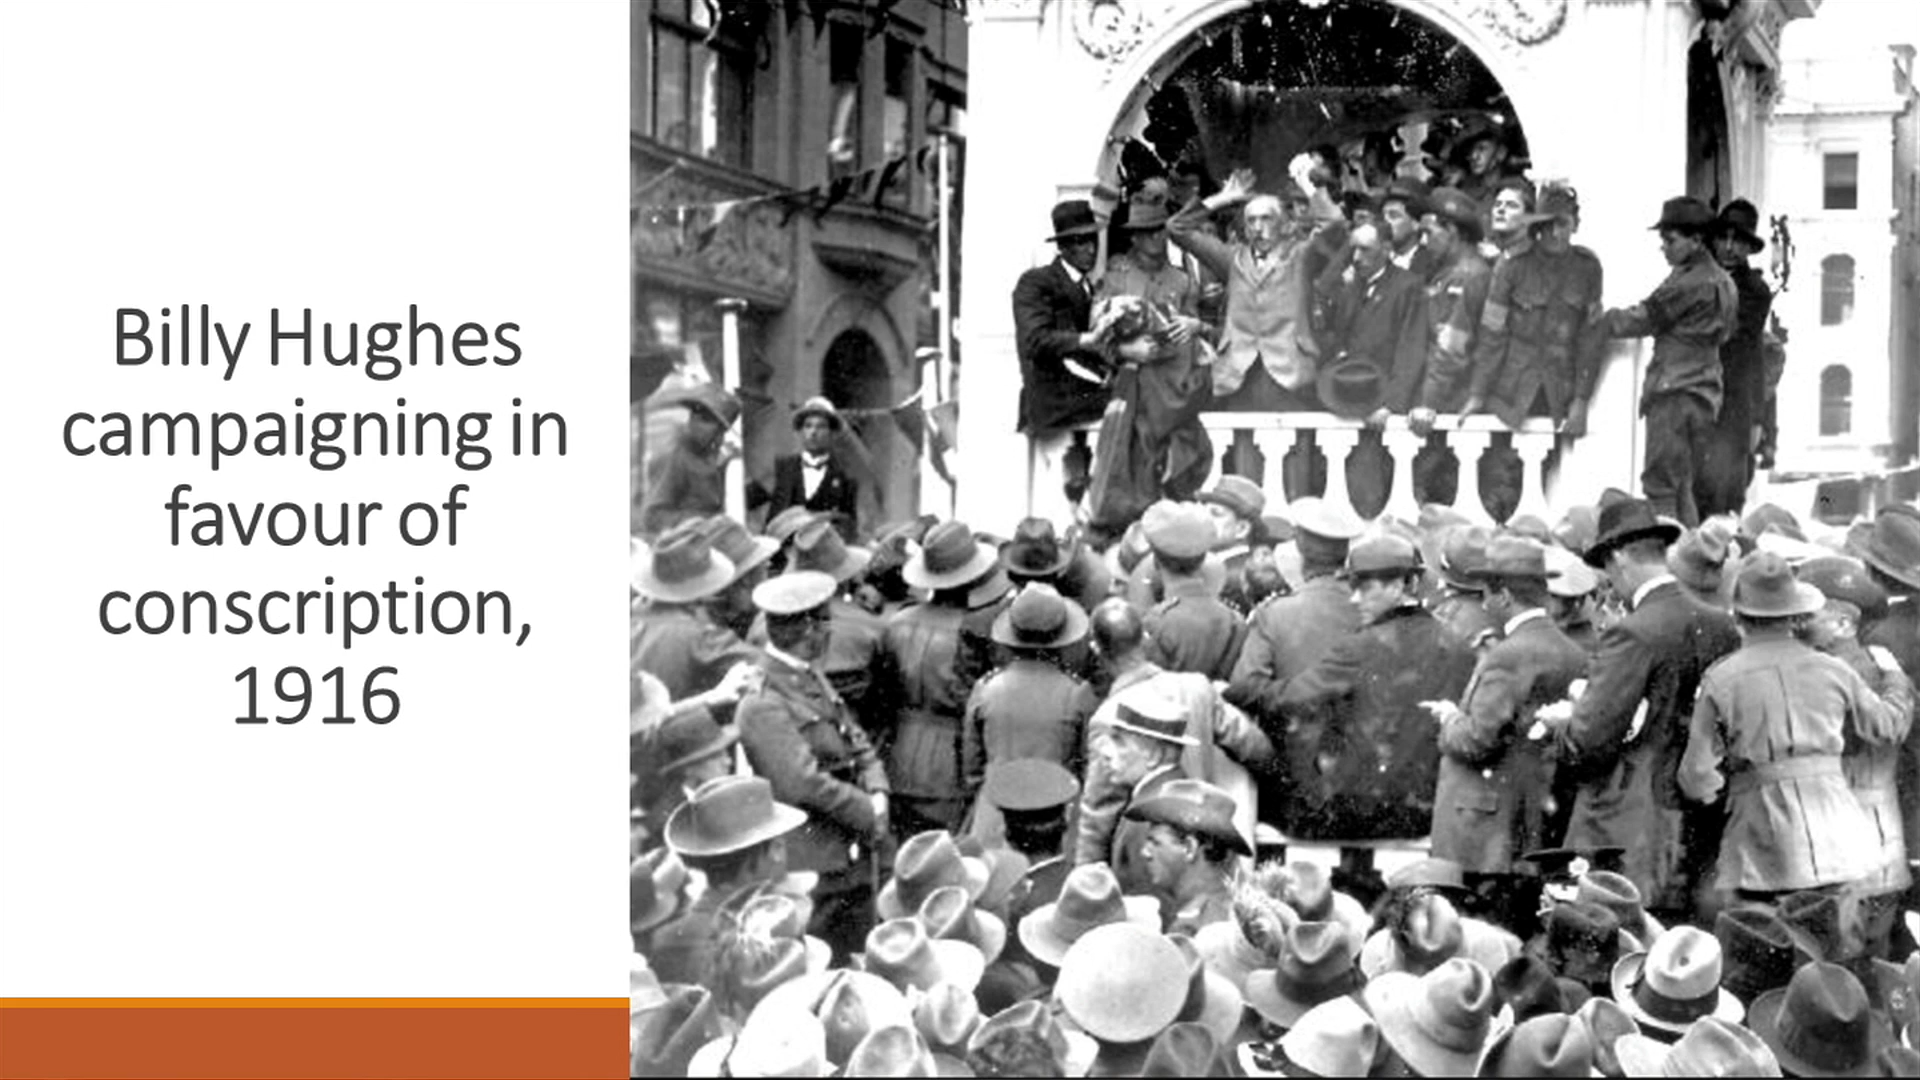 Billy Hughes
campaigning in
favour of
conscription,
1916